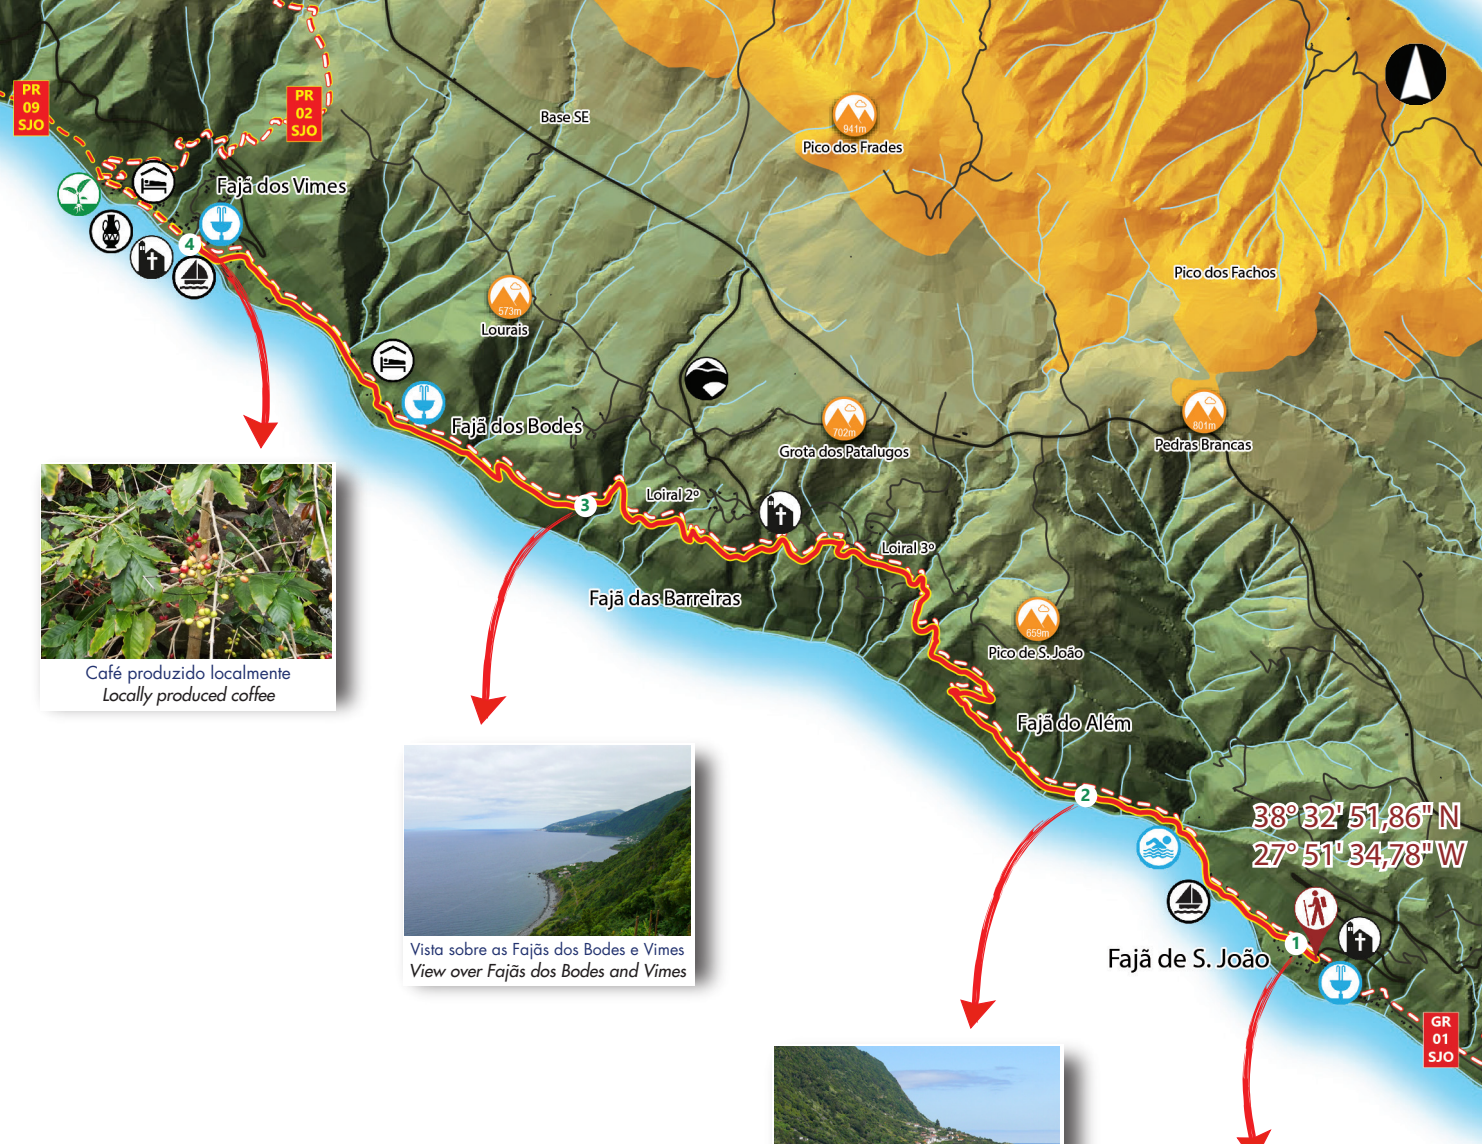 PR
09
SJO
PR
02
SJO
Base SE
941m
Pico dos Frades
Fajã dos Vimes
4
Pico dos Fachos
573m
Lourais
Fajã dos Bodes
702m
Grota dos Patalugos
801m
Pedras Brancas
3
Loiral 2º
Loiral 3º
Fajã das Barreiras
659m
Pico de S. João
Café produzido localmente
Locally produced coffee
Fajã do Além
2
38° 32' 51,86" N
27° 51' 34,78" W
Vista sobre as Fajãs dos Bodes e Vimes
View over Fajãs dos Bodes and Vimes
Fajã de S. João
1
GR
01
SJO